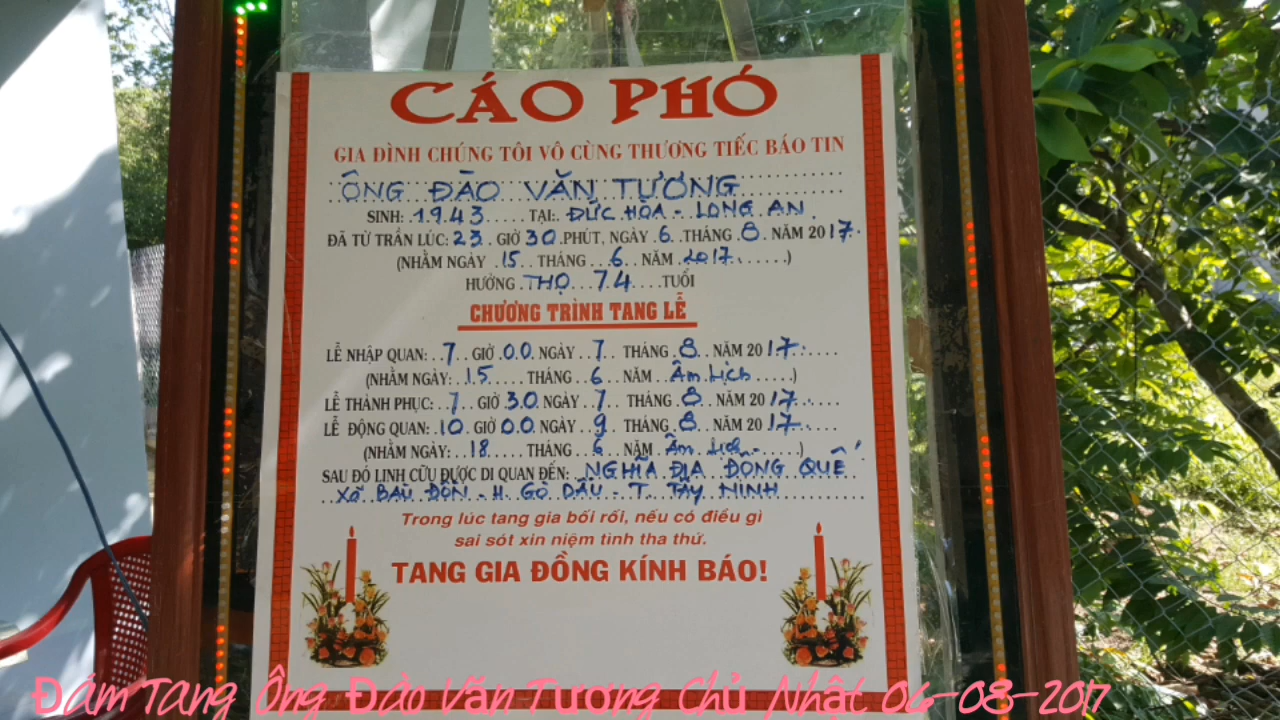 CÁO PHÓ
GIA ĐÌNH CHÚNG TÔI VÔ CÙNG THƯƠNG TIẾC BÁO TIN
ÔNG ĐÀO VĂN TƯƠNG
SINH: 1943 TẠI: ĐỨC HÒA - LONG AN
ĐÃ TỪ TRẦN LÚC: 23 GIỜ 30 PHÚT, NGÀY 6 THÁNG 8 NĂM 2017
(NHẰM NGÀY 15 THÁNG 6 NĂM 2017)
HƯỞNG THỌ 74 TUỔI
CHƯƠNG TRÌNH TANG LỄ
LỄ NHẬP QUAN: 7 GIỜ 00 NGÀY 7 THÁNG 8 NĂM 2017
(NHẰM NGÀY: 15 THÁNG 6 NĂM Âm Lịch)
LỄ THÀNH PHỤC: 7 GIỜ 30 NGÀY 7 THÁNG 8 NĂM 2017
LỄ ĐỘNG QUAN: 10 GIỜ 00 NGÀY 9 THÁNG 8 NĂM 2017
(NHẰM NGÀY: 18 THÁNG 6 NĂM Âm Lịch)
SAU ĐÓ LINH CỮU ĐƯỢC DI QUAN ĐẾN: NGHĨA ĐỊA ĐỒNG QUẾ
Xã BÀU ĐỒN - H. GÒ DẦU - T. TÂY NINH
Trong lúc tang gia bối rối, nếu có điều gì
sai sót xin niệm tình tha thứ.
TANG GIA ĐỒNG KÍNH BÁO!
Đám Tang Ông Đào Văn Tương Chủ Nhật 06-08-2017